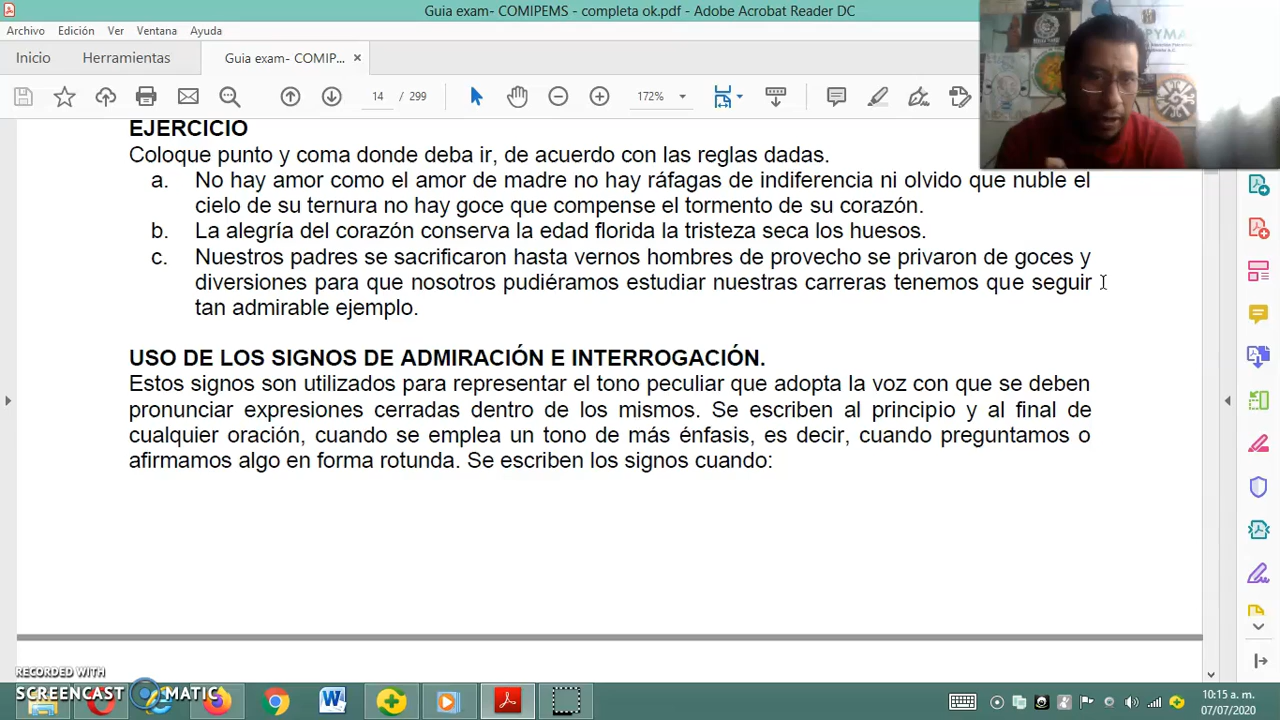 Guia exam- COMIPEMS - completa ok.pdf - Adobe Acrobat Reader DC
Archivo Edición Ver Ventana Ayuda
Inicio Herramientas Guia exam- COMIP... ×
14 / 299 172%
EJERCICIO
Coloque punto y coma donde deba ir, de acuerdo con las reglas dadas.
a. No hay amor como el amor de madre no hay ráfagas de indiferencia ni olvido que nuble el
cielo de su ternura no hay goce que compense el tormento de su corazón.
b. La alegría del corazón conserva la edad florida la tristeza seca los huesos.
c. Nuestros padres se sacrificaron hasta vernos hombres de provecho se privaron de goces y
diversiones para que nosotros pudiéramos estudiar nuestras carreras tenemos que seguir
tan admirable ejemplo.
USO DE LOS SIGNOS DE ADMIRACIÓN E INTERROGACIÓN.
Estos signos son utilizados para representar el tono peculiar que adopta la voz con que se deben
pronunciar expresiones cerradas dentro de los mismos. Se escriben al principio y al final de
cualquier oración, cuando se emplea un tono de más énfasis, es decir, cuando preguntamos o
afirmamos algo en forma rotunda. Se escriben los signos cuando:
RECORDED WITH
SCREENCAST MATIC
10:15 a. m.
07/07/2020